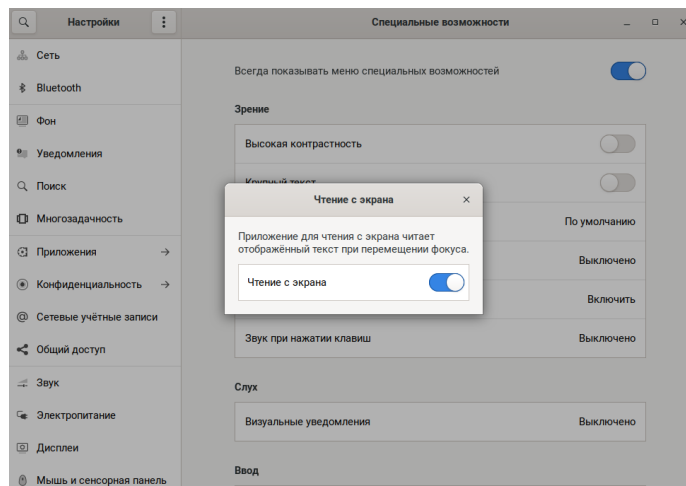 Настройки
Специальные возможности
Сеть
Bluetooth
Фон
Уведомления
Поиск
Многозадачность
Приложения
Конфиденциальность
Сетевые учётные записи
Общий доступ
Звук
Электропитание
Дисплеи
Мышь и сенсорная панель
Всегда показывать меню специальных возможностей
Зрение
Высокая контрастность
Крупный текст
По умолчанию
Выключено
Включить
Чтение с экрана
Приложение для чтения с экрана читает
отображённый текст при перемещении фокуса.
Чтение с экрана
Звук при нажатии клавиш
Выключено
Слух
Визуальные уведомления
Выключено
Ввод